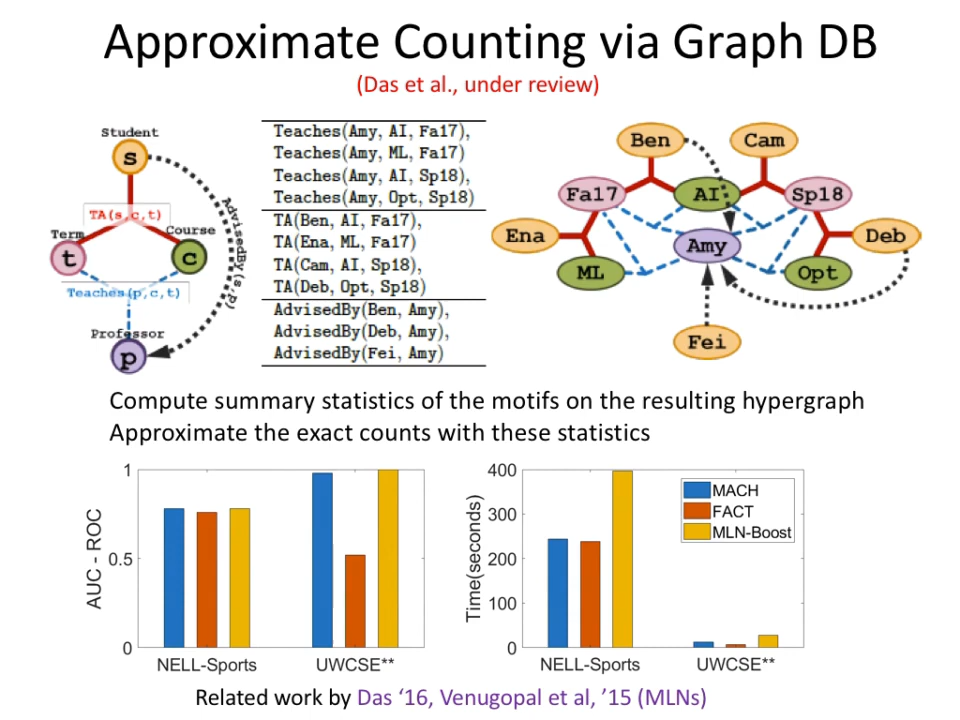 Approximate Counting via Graph DB
(Das et al., under review)
Student
s
TA(s,c,t)
Term
Course
t
c
Teaches(p,c,t)
AdvisedBy(s,p)
Professor
p
Teaches(Amy, AI, Fa17),
Teaches(Amy, ML, Fa17)
Teaches(Amy, AI, Sp18),
Teaches(Amy, Opt, Sp18)
TA(Ben, AI, Fa17),
TA(Ena, ML, Fa17)
TA(Cam, AI, Sp18),
TA(Deb, Opt, Sp18)
AdvisedBy(Ben, Amy),
AdvisedBy(Deb, Amy),
AdvisedBy(Fei, Amy)
Ben
Cam
Fa17
AI
Sp18
Ena
Amy
Deb
ML
Opt
Fei
Compute summary statistics of the motifs on the resulting hypergraph
Approximate the exact counts with these statistics
1
0.5
0
AUC - ROC
NELL-Sports
UWCSE**
400
300
200
100
0
Time(seconds)
MACH
FACT
MLN-Boost
NELL-Sports
UWCSE**
Related work by Das ‘16, Venugopal et al, ’15 (MLNs)